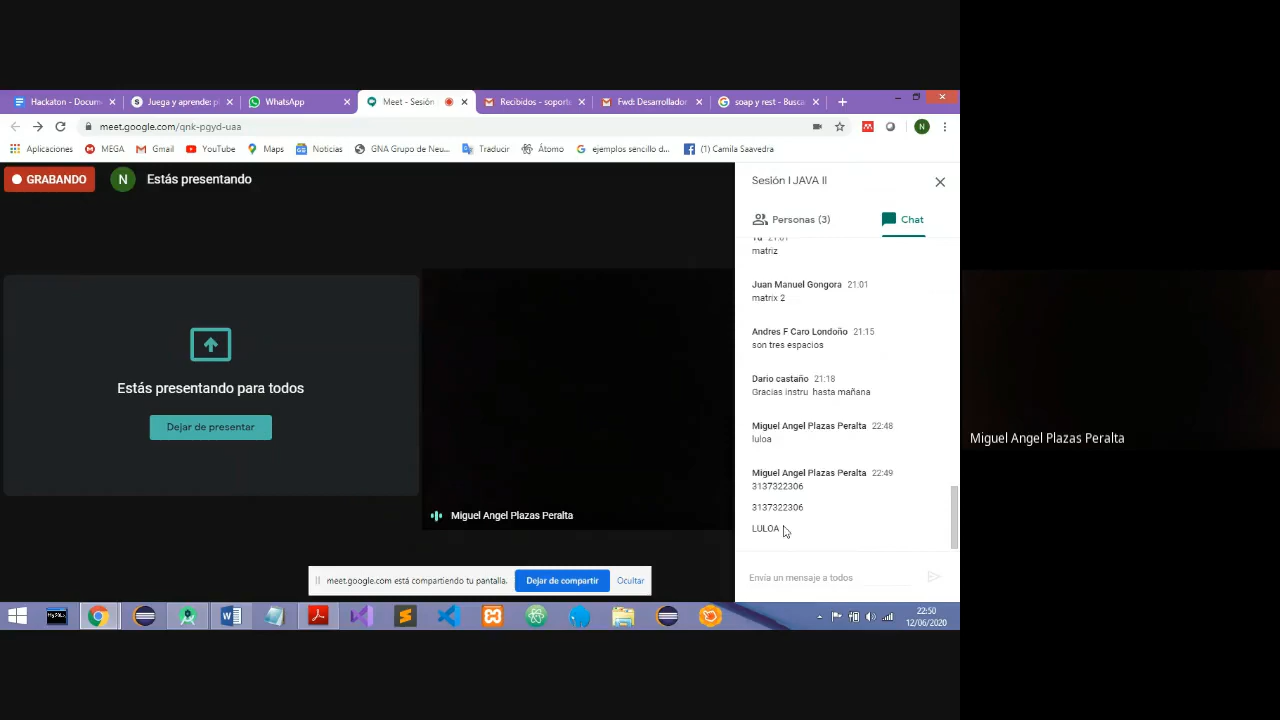 Hackaton - Docum
Juega y aprende: pl
WhatsApp
Meet - Sesión
Recibidos - soporte
Fwd: Desarrollador
soap y rest - Busca
meet.google.com/qnk-pgyd-uaa
N
Aplicaciones
MEGA
Gmail
YouTube
Maps
Noticias
GNA Grupo de Neu...
Traducir
Átomo
ejemplos sencillo d...
(1) Camila Saavedra
GRABANDO
N
Estás presentando
Sesión I JAVA II
Personas (3)
Chat
Tú 21:01
matriz
Juan Manuel Gongora 21:01
matrix 2
Andres F Caro Londoño 21:15
son tres espacios
Dario castaño 21:18
Gracias instru hasta mañana
Miguel Angel Plazas Peralta 22:48
luloa
Miguel Angel Plazas Peralta 22:49
3137322306
3137322306
LULOA
Envía un mensaje a todos
Estás presentando para todos
Dejar de presentar
Miguel Angel Plazas Peralta
Miguel Angel Plazas Peralta
meet.google.com está compartiendo tu pantalla.
Dejar de compartir
Ocultar
22:50
12/06/2020